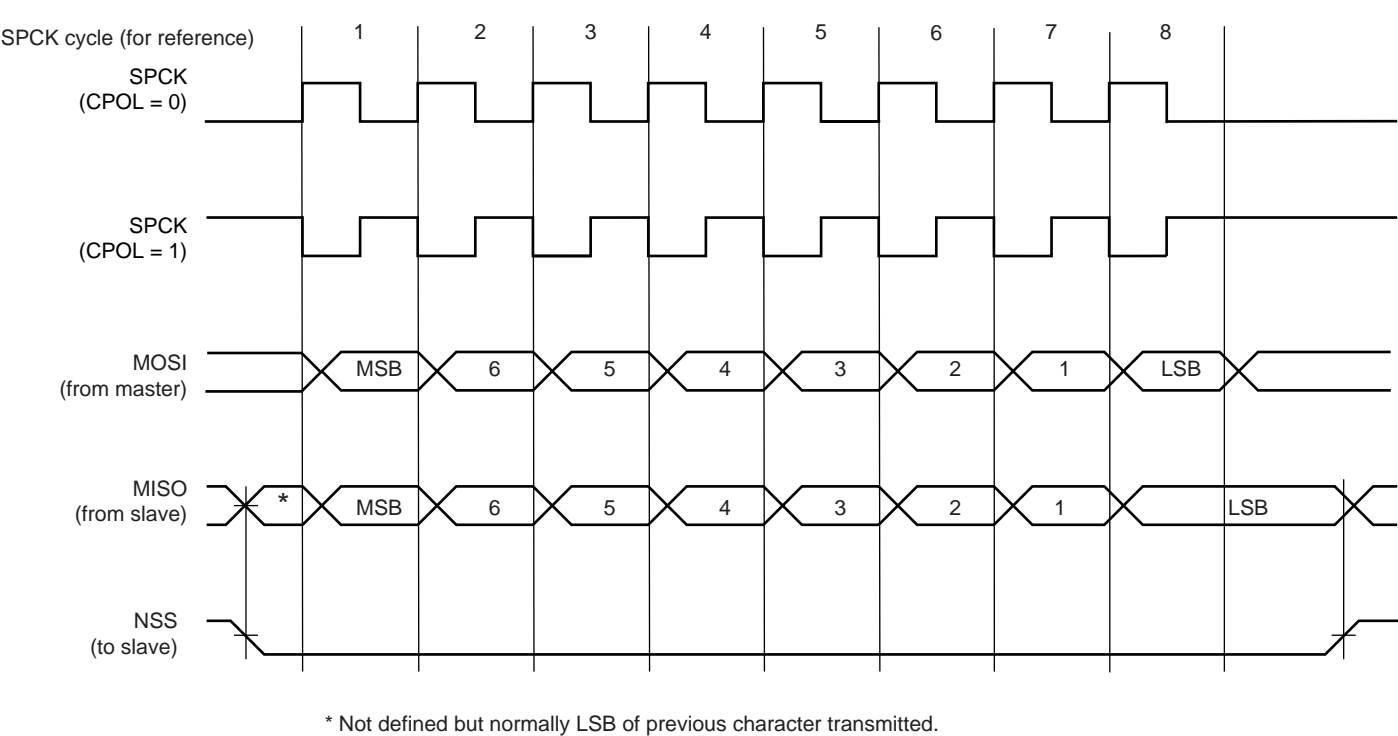 SPCK cycle (for reference) 1 2 3 4 5 6 7 8
SPCK
(CPOL = 0)
SPCK
(CPOL = 1)
MOSI
(from master)
MSB 6 5 4 3 2 1 LSB
MISO
(from slave)
* MSB 6 5 4 3 2 1 LSB
NSS
(to slave)
* Not defined but normally LSB of previous character transmitted.